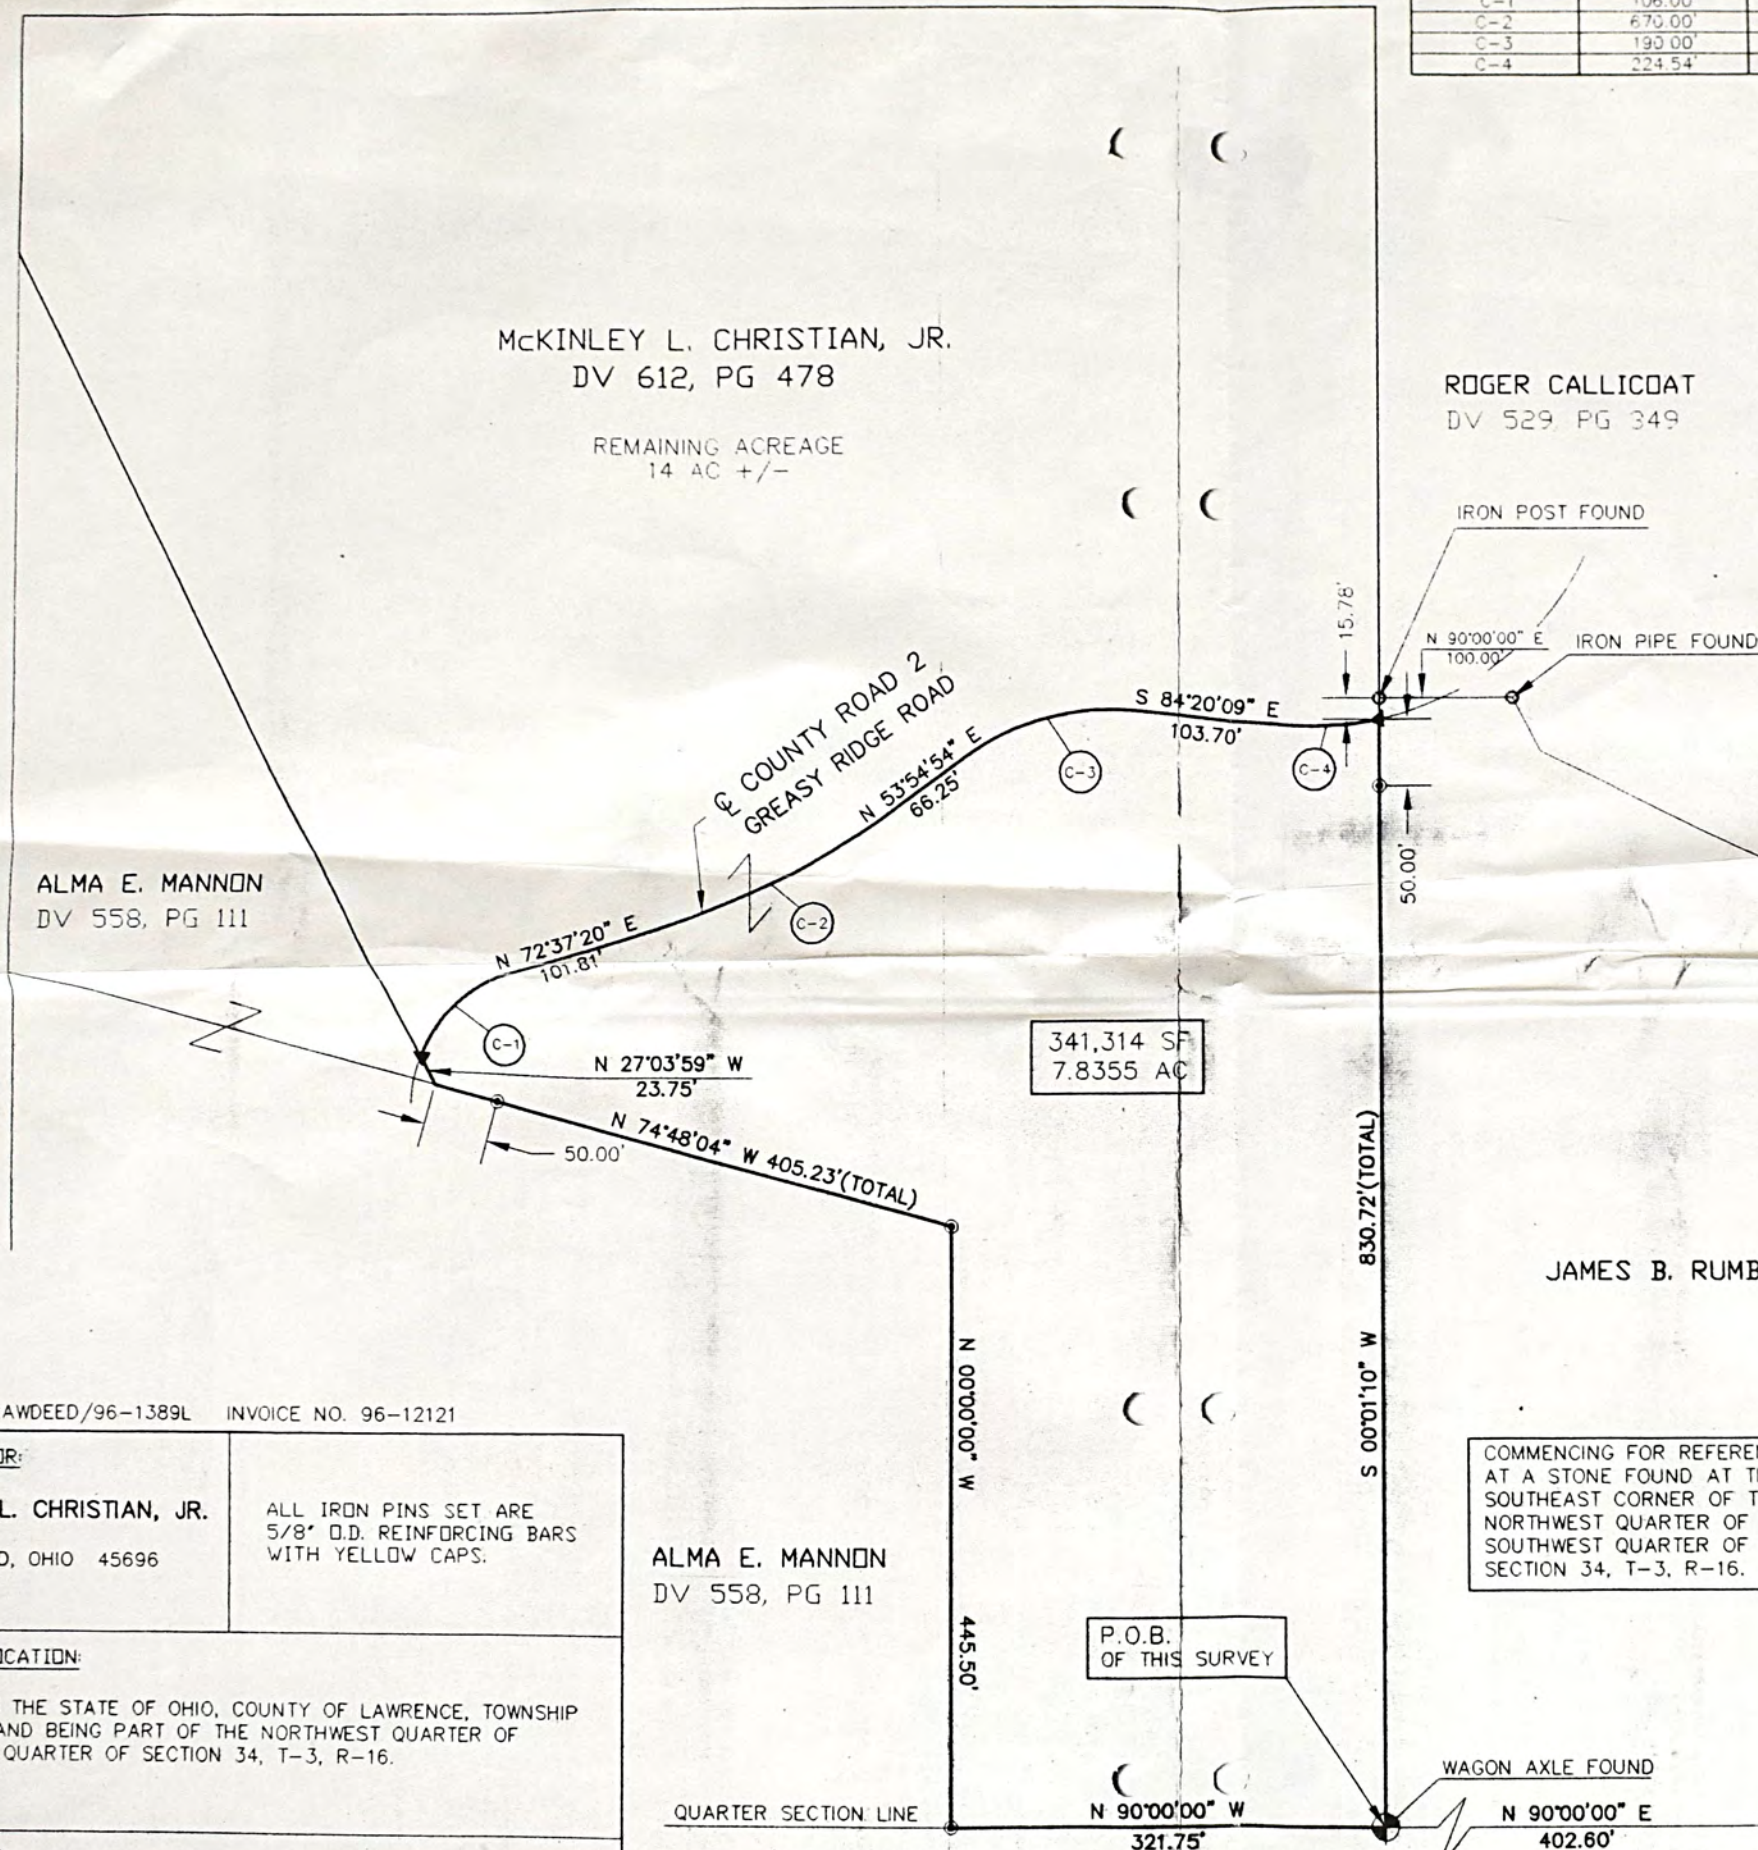 C-1 106.00'
C-2 670.00'
C-3 190.00'
C-4 224.54'
McKINLEY L. CHRISTIAN, JR.
DV 612, PG 478
REMAINING ACREAGE
14 AC +/-
ROGER CALLICOAT
DV 529, PG 349
IRON POST FOUND
15.78'
N 90°00'00" E
100.00'
IRON PIPE FOUND
℄ COUNTY ROAD 2
GREASY RIDGE ROAD
S 84°20'09" E
103.70'
N 53°54'54" E
66.25'
C-3
C-4
50.00'
ALMA E. MANNON
DV 558, PG 111
C-2
N 72°37'20" E
101.81'
C-1
N 27°03'59" W
23.75'
341,314 SF
7.8355 AC
N 74°48'04" W 405.23'(TOTAL)
50.00'
S 00°01'10" W 830.72'(TOTAL)
JAMES B. RUMB
N 00°00'00" W 445.50'
AWDEED/96-1389L INVOICE NO. 96-12121
OR:
L. CHRISTIAN, JR.
O, OHIO 45696
ALL IRON PINS SET ARE
5/8" O.D. REINFORCING BARS
WITH YELLOW CAPS.
ALMA E. MANNON
DV 558, PG 111
COMMENCING FOR REFEREN
AT A STONE FOUND AT TH
SOUTHEAST CORNER OF T
NORTHWEST QUARTER OF
SOUTHWEST QUARTER OF
SECTION 34, T-3, R-16.
P.O.B.
OF THIS SURVEY
CATION:
THE STATE OF OHIO, COUNTY OF LAWRENCE, TOWNSHIP
AND BEING PART OF THE NORTHWEST QUARTER OF
QUARTER OF SECTION 34, T-3, R-16.
WAGON AXLE FOUND
QUARTER SECTION LINE
N 90°00'00" W
321.75'
N 90°00'00" E
402.60'